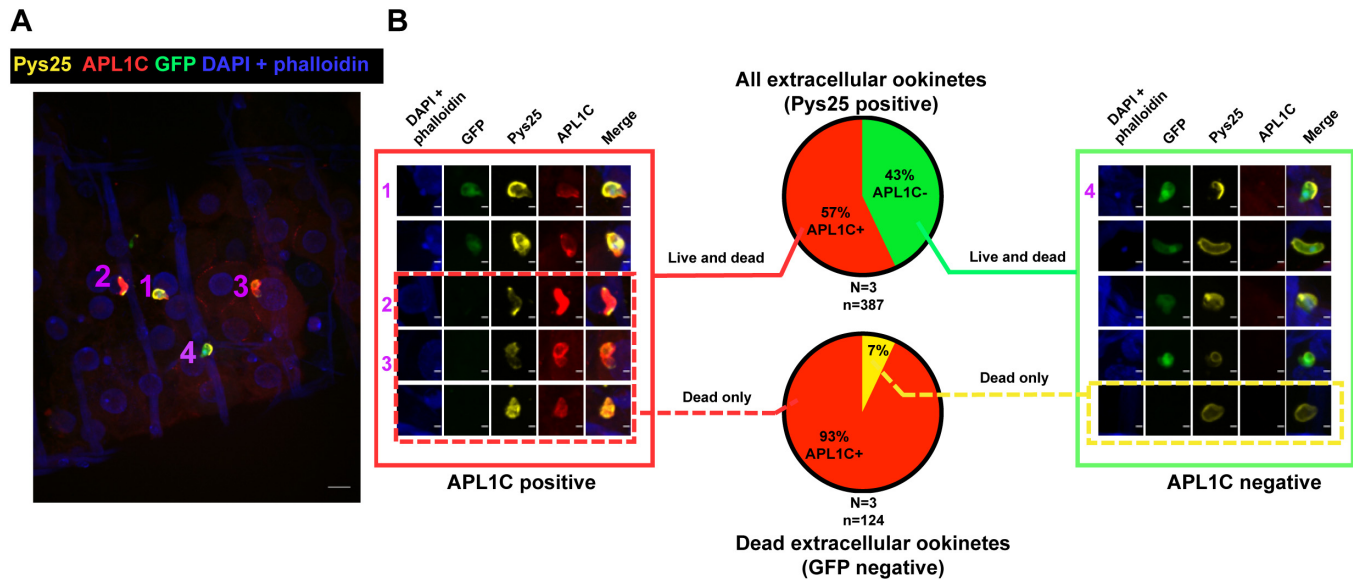 A
B
Pys25 APL1C GFP DAPI + phalloidin
2
1
3
4
DAPI +
phalloidin
GFP
Pys25
APL1C
Merge
1
2
3
APL1C positive
All extracellular ookinetes
(Pys25 positive)
43%
APL1C-
57%
APL1C+
Live and dead
Live and dead
N=3
n=387
7%
Dead only
Dead only
93%
APL1C+
N=3
n=124
Dead extracellular ookinetes
(GFP negative)
DAPI +
phalloidin
GFP
Pys25
APL1C
Merge
4
APL1C negative